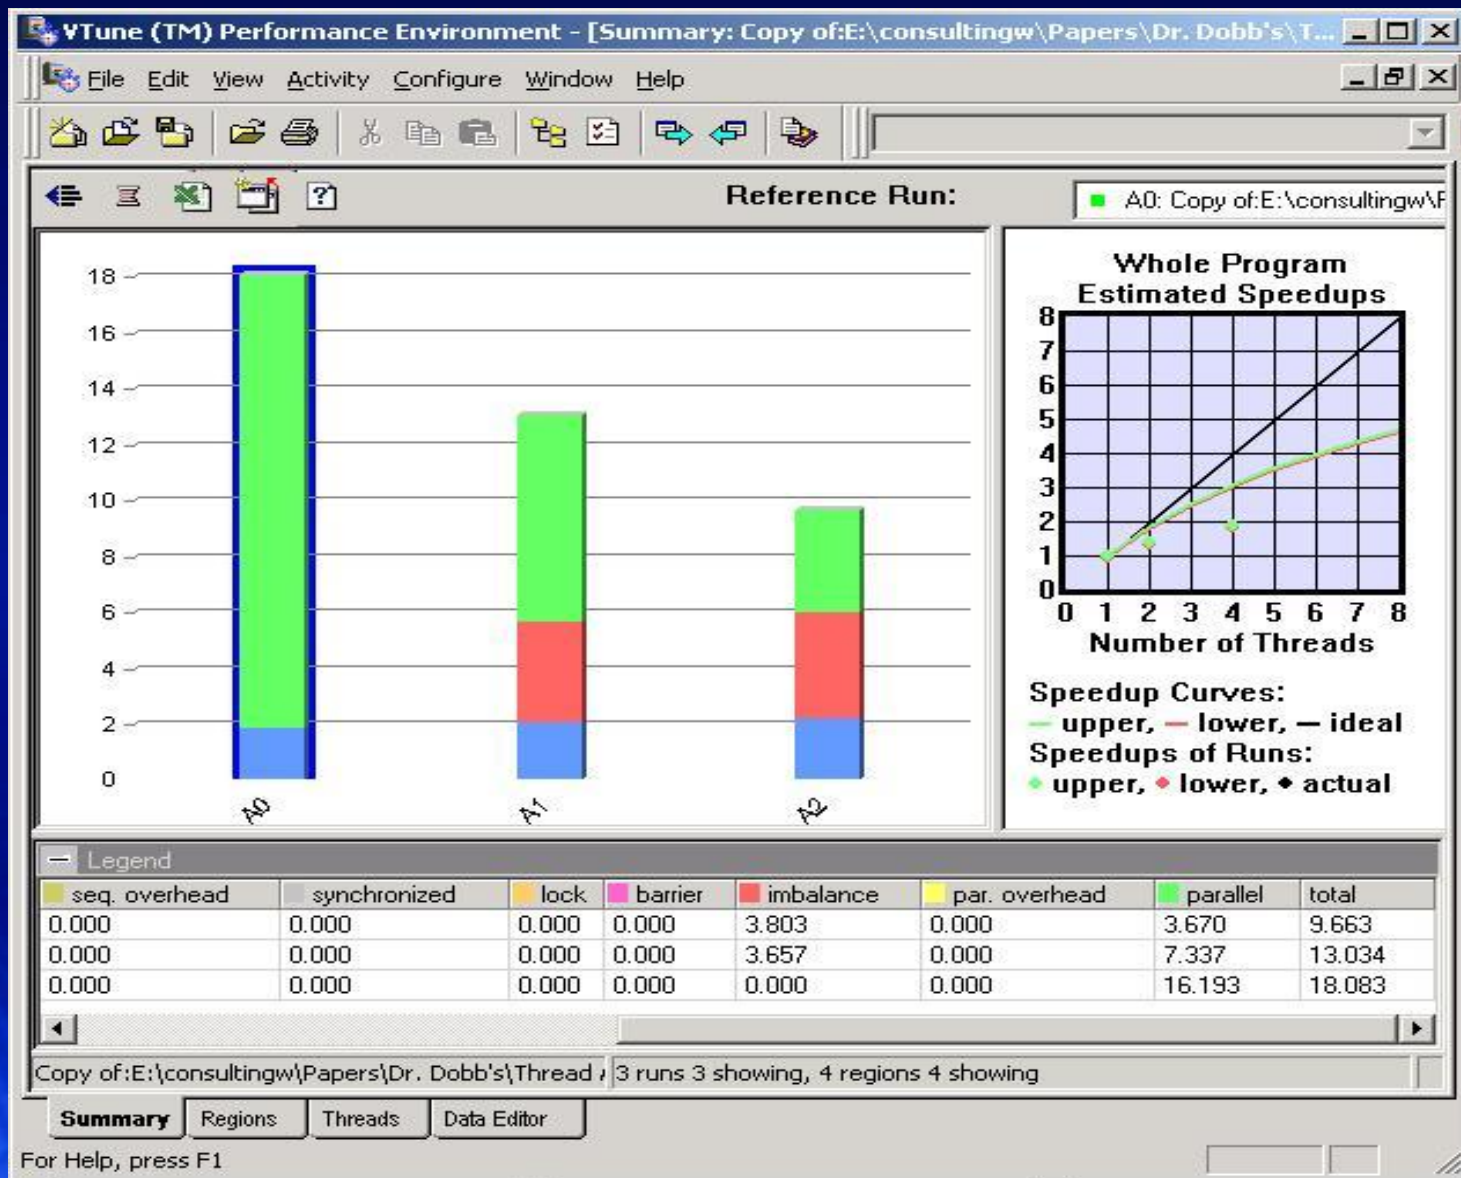 VTune (TM) Performance Environment - [Summary: Copy of:E:\consultingw\Papers\Dr. Dobb's\T...
File Edit View Activity Configure Window Help
Reference Run:
A0: Copy of:E:\consultingw\P
18
16
14
12
10
8
6
4
2
0
A0
A1
A2
Whole Program
Estimated Speedups
8
7
6
5
4
3
2
1
0
0 1 2 3 4 5 6 7 8
Number of Threads
Speedup Curves:
upper, lower, ideal
Speedups of Runs:
upper, lower, actual
Legend
seq. overhead synchronized lock barrier imbalance par. overhead parallel total
0.000 0.000 0.000 0.000 3.803 0.000 3.670 9.663
0.000 0.000 0.000 0.000 3.657 0.000 7.337 13.034
0.000 0.000 0.000 0.000 0.000 0.000 16.193 18.083
Copy of:E:\consultingw\Papers\Dr. Dobb's\Thread 3 runs 3 showing, 4 regions 4 showing
Summary Regions Threads Data Editor
For Help, press F1